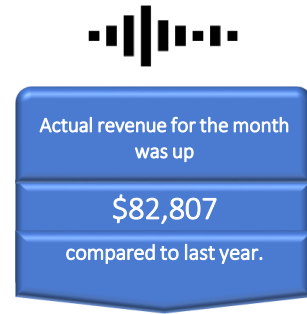 Actual revenue for the month
was up
$82,807
compared to last year.